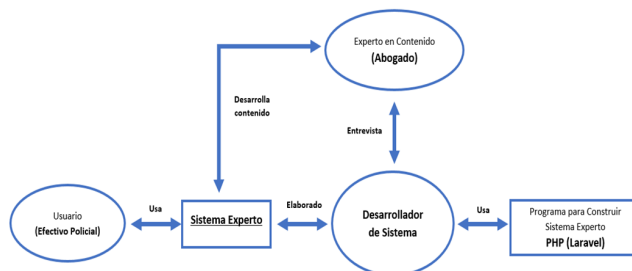 Experto en Contenido
(Abogado)
Desarrolla
contenido
Entrevista
Usuario
(Efectivo Policial)
Usa
Sistema Experto
Elaborado
Desarrollador
de Sistema
Usa
Programa para Construir
Sistema Experto
PHP (Laravel)